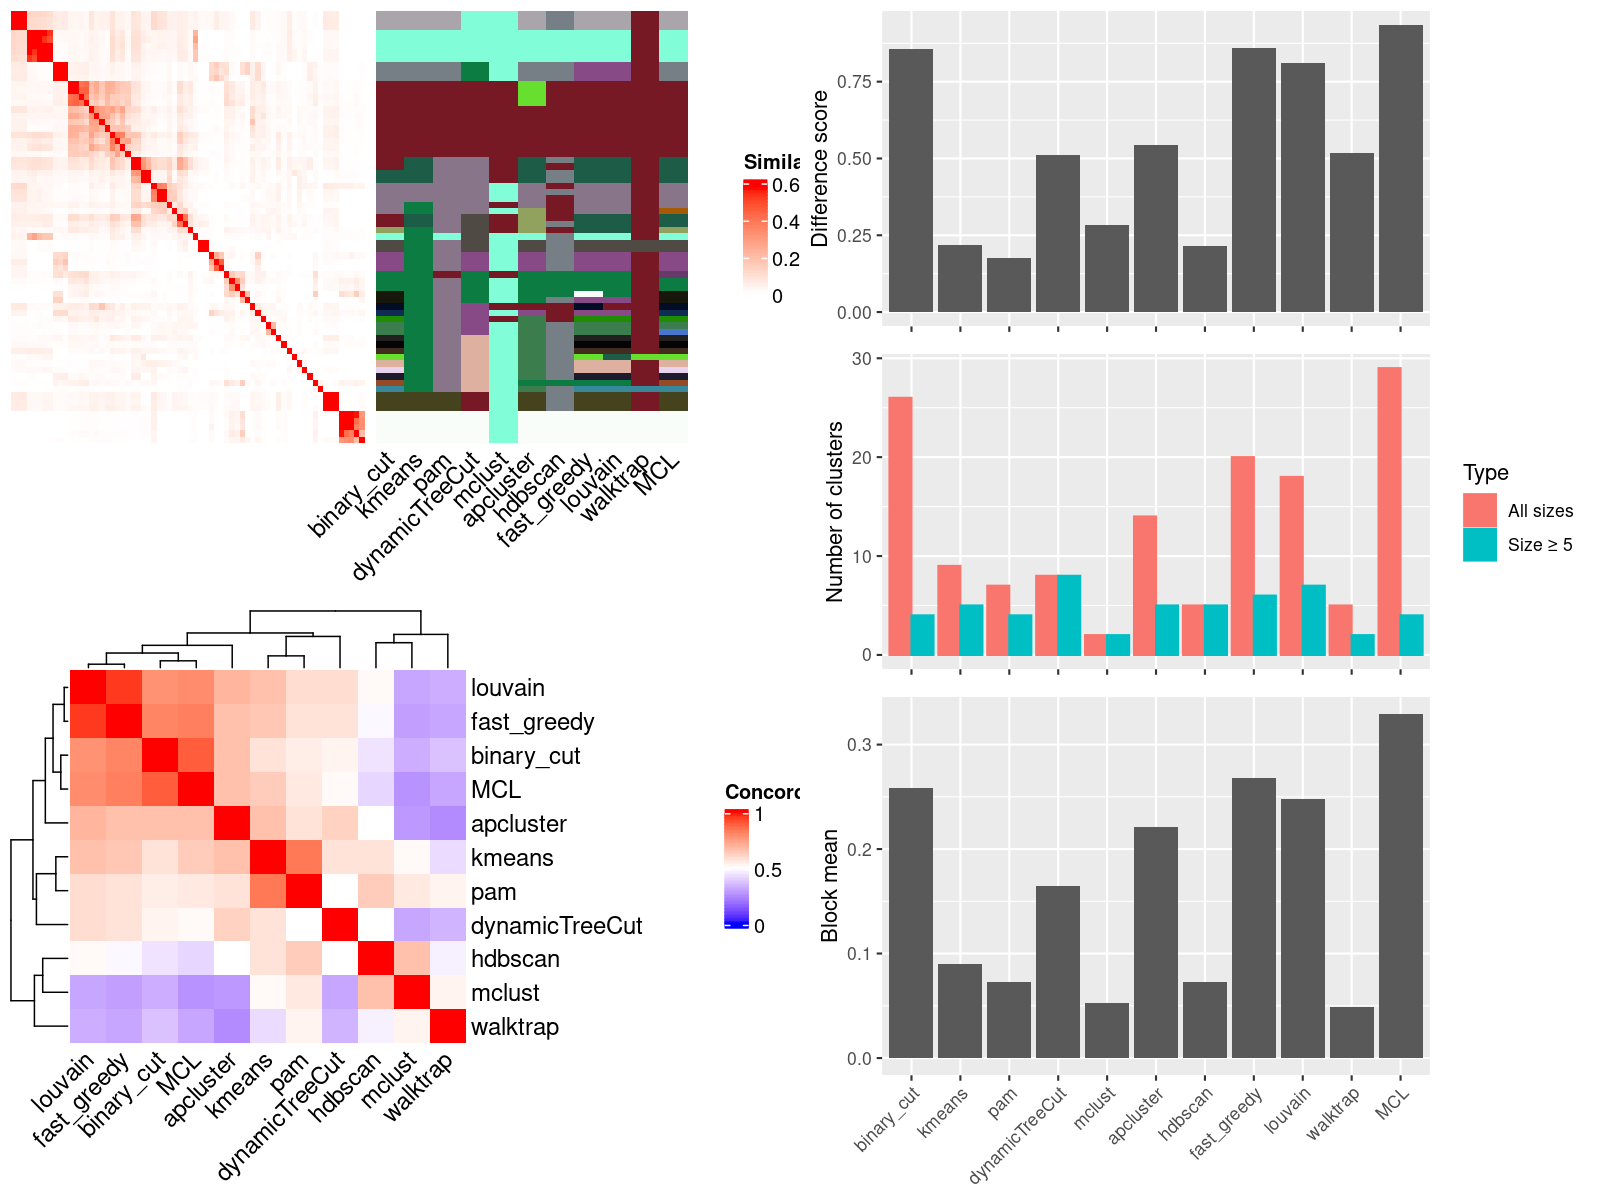 Simila
0.6
0.4
0.2
0
binary_cut
kmeans
pam
dynamicTreeCut
mclust
apcluster
hdbscan
fast_greedy
louvain
walktrap
MCL
Difference score
0.75
0.50
0.25
0.00
Number of clusters
30
20
10
0
Type
All sizes
Size ≥ 5
louvain
fast_greedy
binary_cut
MCL
apcluster
kmeans
pam
dynamicTreeCut
hdbscan
mclust
walktrap
louvain
fast_greedy
binary_cut
MCL
apcluster
kmeans
pam
dynamicTreeCut
hdbscan
mclust
walktrap
Concord
1
0.5
0
Block mean
0.3
0.2
0.1
0.0
binary_cut
kmeans
pam
dynamicTreeCut
mclust
apcluster
hdbscan
fast_greedy
louvain
walktrap
MCL